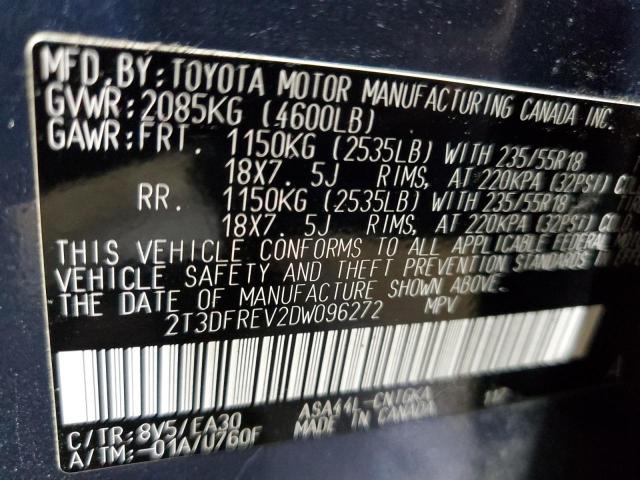 MFD. BY: TOYOTA MOTOR MANUFACTURING CANADA INC.
GVWR: 2085KG (4600LB)
GAWR: FRT. 1150KG (2535LB) WITH 235/55R18
18X7. 5J RIMS, AT 220KPA (32PSI)
RR. 1150KG (2535LB) WITH 235/55R18
18X7. 5J RIMS, AT 220KPA (32PSI)
THIS VEHICLE CONFORMS TO ALL APPLICABLE FEDERAL
VEHICLE SAFETY AND THEFT PREVENTION STANDARDS IN
THE DATE OF MANUFACTURE SHOWN ABOVE.
2T3DFREV2DW096272 MPV
C/TR: 8V5/EA30 ASA44L-CNTGKA
A/TM: -01A/U760F MADE IN CANADA